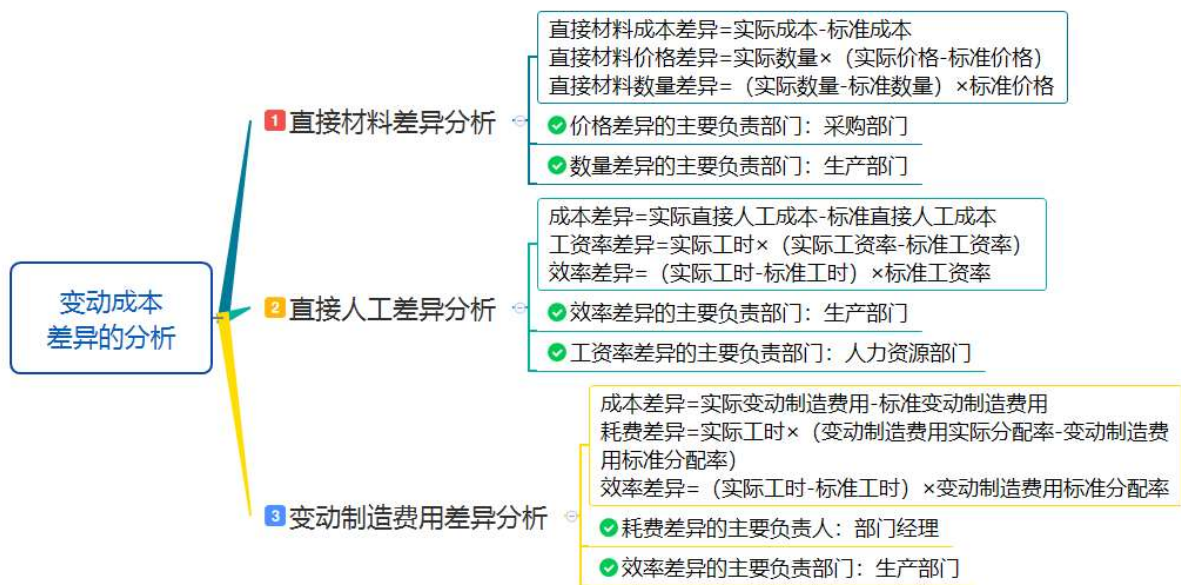 变动成本
差异的分析
1 直接材料差异分析
直接材料成本差异=实际成本-标准成本
直接材料价格差异=实际数量×（实际价格-标准价格）
直接材料数量差异=（实际数量-标准数量）×标准价格
价格差异的主要负责部门：采购部门
数量差异的主要负责部门：生产部门
2 直接人工差异分析
成本差异=实际直接人工成本-标准直接人工成本
工资率差异=实际工时×（实际工资率-标准工资率）
效率差异=（实际工时-标准工时）×标准工资率
效率差异的主要负责部门：生产部门
工资率差异的主要负责部门：人力资源部门
3 变动制造费用差异分析
成本差异=实际变动制造费用-标准变动制造费用
耗费差异=实际工时×（变动制造费用实际分配率-变动制造费
用标准分配率）
效率差异=（实际工时-标准工时）×变动制造费用标准分配率
耗费差异的主要负责人：部门经理
效率差异的主要负责部门：生产部门